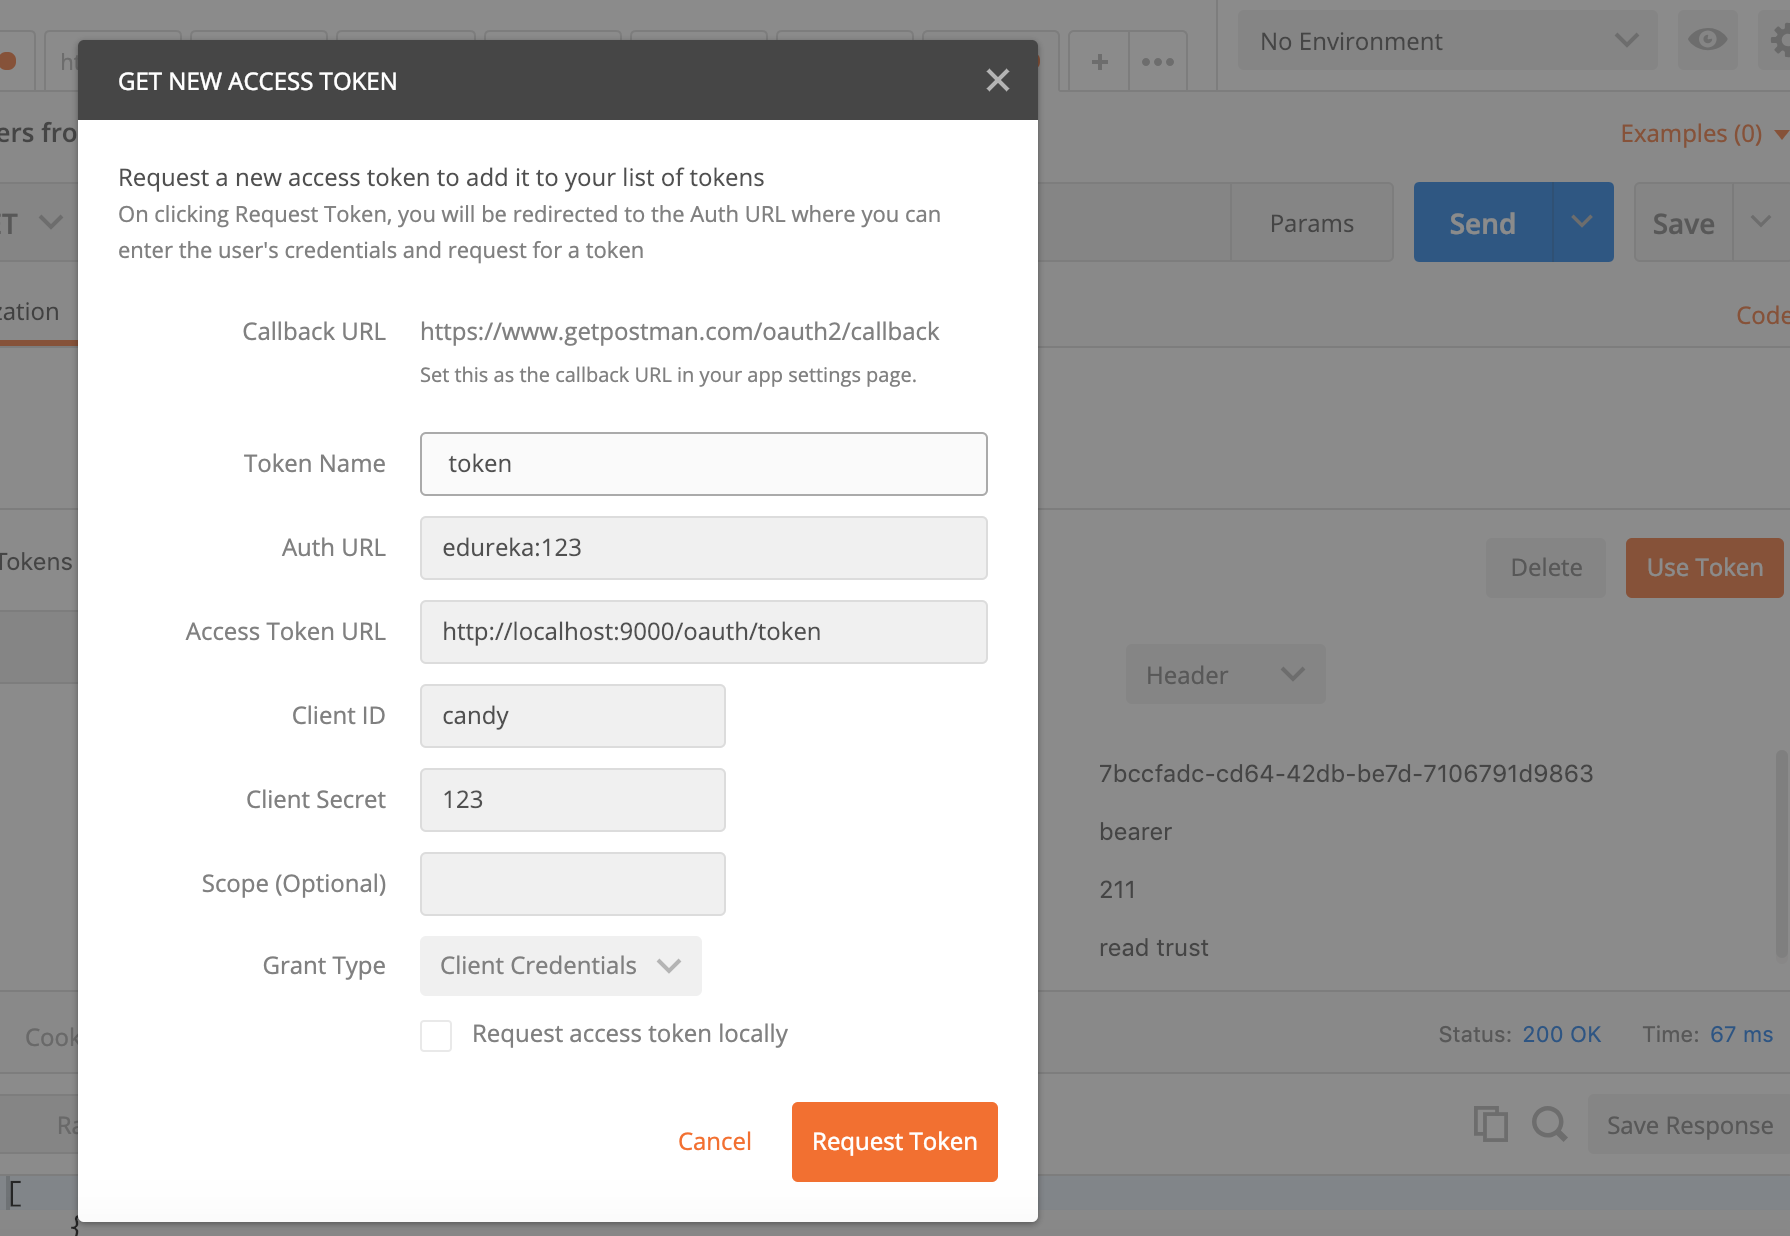 No Environment
GET NEW ACCESS TOKEN
ers fro
Examples (0)
Request a new access token to add it to your list of tokens
On clicking Request Token, you will be redirected to the Auth URL where you can
enter the user's credentials and request for a token
Params
Send
Save
zation
Code
Callback URL
https://www.getpostman.com/oauth2/callback
Set this as the callback URL in your app settings page.
Token Name
token
Auth URL
edureka:123
Tokens
Delete
Use Token
Access Token URL
http://localhost:9000/oauth/token
Header
Client ID
candy
Client Secret
123
7bccfadc-cd64-42db-be7d-7106791d9863
bearer
Scope (Optional)
211
Grant Type
Client Credentials
read trust
Request access token locally
Cook
Status: 200 OK Time: 67 ms
Cancel
Request Token
Ra
Save Response
[
{